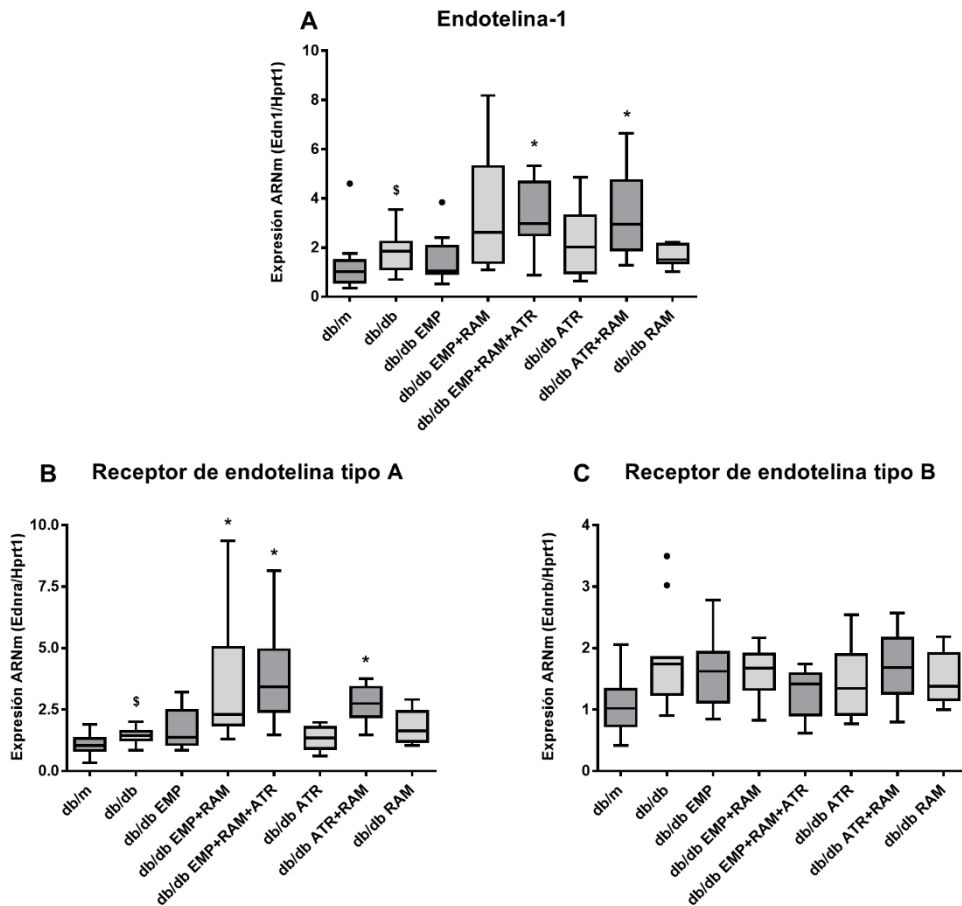 A
Endotelina-1
Expresión ARNm (Edn1/Hprt1)
10
8
6
4
2
0
*
*
$
db/m
db/db
db/db EMP
db/db EMP+RAM
db/db EMP+RAM+ATR
db/db ATR
db/db ATR+RAM
db/db RAM
B
Receptor de endotelina tipo A
Expresión ARNm (Ednra/Hprt1)
10.0
7.5
5.0
2.5
0.0
*
*
*
$
db/m
db/db
db/db EMP
db/db EMP+RAM
db/db EMP+RAM+ATR
db/db ATR
db/db ATR+RAM
db/db RAM
C
Receptor de endotelina tipo B
Expresión ARNm (Ednrb/Hprt1)
4
3
2
1
0
db/m
db/db
db/db EMP
db/db EMP+RAM
db/db EMP+RAM+ATR
db/db ATR
db/db ATR+RAM
db/db RAM